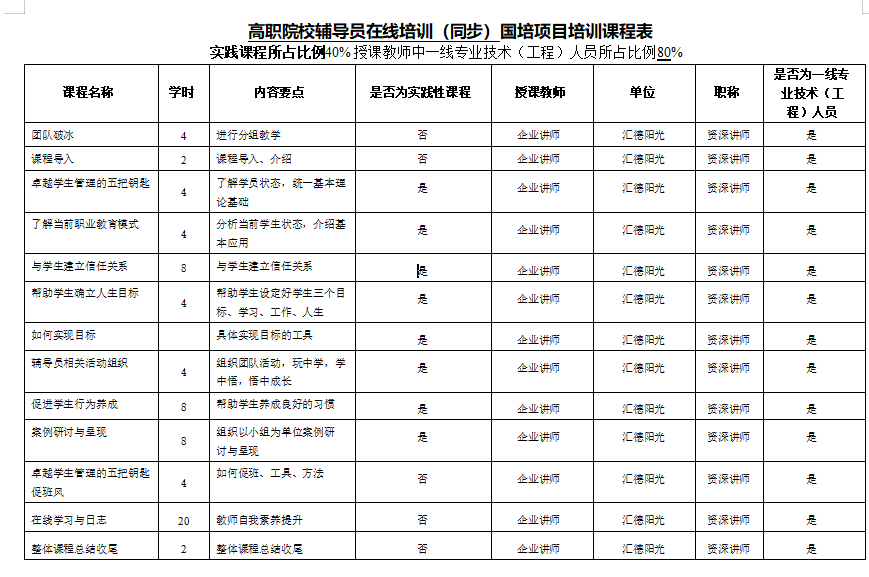 高职院校辅导员在线培训（同步）国培项目培训课程表
实践课程所占比例40% 授课教师中一线专业技术（工程）人员所占比例80%
课程名称 学时 内容要点 是否为实践性课程 授课教师 单位 职称 是否为一线专
业技术（工
程）人员
团队破冰 4 进行分组教学 否 企业讲师 汇德阳光 资深讲师 是
课程导入 2 课程导入、介绍 否 企业讲师 汇德阳光 资深讲师 是
卓越学生管理的五把钥匙 4 了解学员状态，统一基本理 是 企业讲师 汇德阳光 资深讲师 是
论基础
了解当前职业教育模式 4 分析当前学生状态，介绍基 是 企业讲师 汇德阳光 资深讲师 是
本应用
与学生建立信任关系 8 与学生建立信任关系 是 企业讲师 汇德阳光 资深讲师 是
帮助学生确立人生目标 4 帮助学生设定好学生三个目 是 企业讲师 汇德阳光 资深讲师 是
标、学习、工作、人生
如何实现目标 具体实现目标的工具 是 企业讲师 汇德阳光 资深讲师 是
辅导员相关活动组织 4 组织团队活动，玩中学，学 是 企业讲师 汇德阳光 资深讲师 是
中悟，悟中成长
促进学生行为养成 8 帮助学生养成良好的习惯 是 企业讲师 汇德阳光 资深讲师 是
案例研讨与呈现 8 组织以小组为单位案例研 是 企业讲师 汇德阳光 资深讲师 是
讨与呈现
卓越学生管理的五把钥匙 4 如何促班、工具、方法 否 企业讲师 汇德阳光 资深讲师 是
促班风
在线学习与日志 20 教师自我素养提升 否 企业讲师 汇德阳光 资深讲师 是
整体课程总结收尾 2 整体课程总结收尾 否 企业讲师 汇德阳光 资深讲师 是